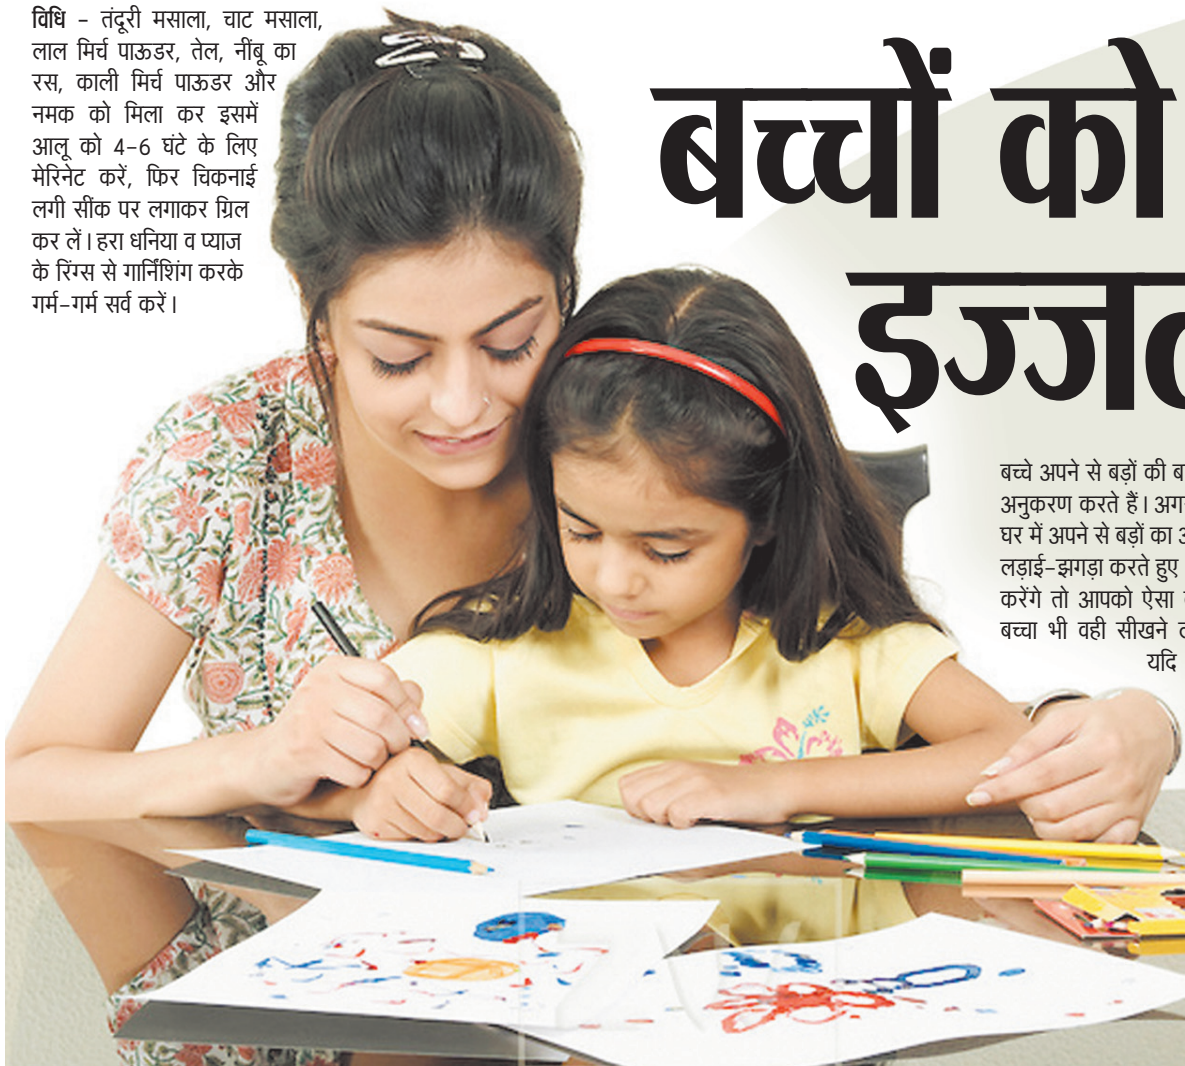 विधि - तंदूरी मसाला, चाट मसाला,
लाल मिर्च पाऊडर, तेल, नींबू का
रस, काली मिर्च पाऊडर और
नमक को मिला कर इसमें
आलू को 4-6 घंटे के लिए
मेरिनेट करें, फिर चिकनाई
लगी सींक पर लगाकर ग्रिल
कर लें। हरा धनिया व प्याज
के रिंग्स से गार्निशिंग करके
गर्म-गर्म सर्व करें।
बच्चों को
बच्चे अपने से बड़ों की
अनुकरण करते हैं।
घर में अपने से बड़ों का
लड़ाई-झगड़ा करते हुए
करेंगे तो आपको ऐसा
बच्चा भी वही सीखने
यदि